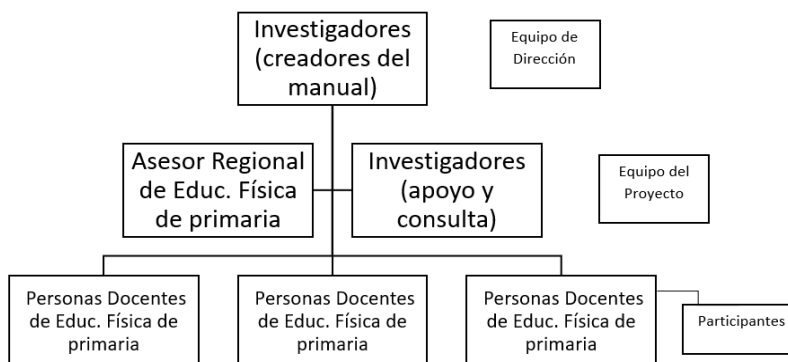 Investigadores
(creadores del
manual)
Equipo de
Dirección
Asesor Regional
de Educ. Física
de primaria
Investigadores
(apoyo y
consulta)
Equipo del
Proyecto
Personas Docentes
de Educ. Física de
primaria
Personas Docentes
de Educ. Física de
primaria
Personas Docentes
de Educ. Física de
primaria
Participantes